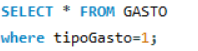 SELECT * FROM GASTO
where tipoGasto=1;